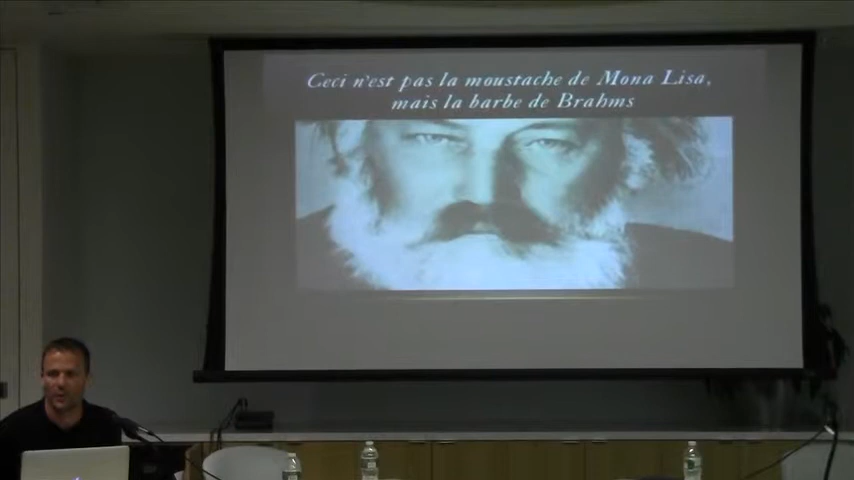 Ceci n'est pas la moustache de Mona Lisa,
mais la barbe de Brahms